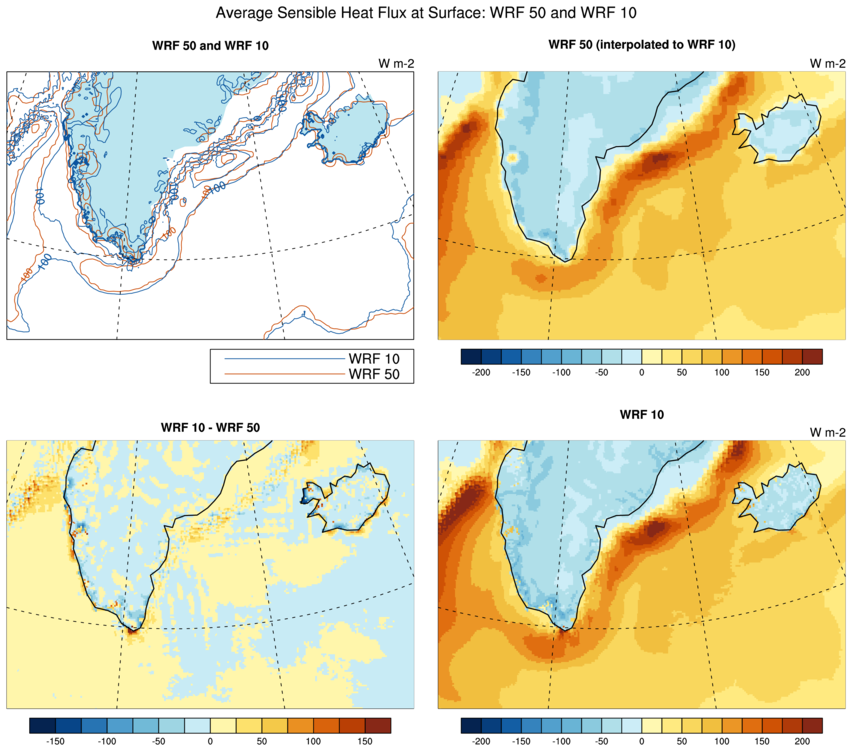 Average Sensible Heat Flux at Surface: WRF 50 and WRF 10
WRF 50 and WRF 10
WRF 50 (interpolated to WRF 10)
W m-2
W m-2
100
100
100
100
100
100
100
WRF 10
WRF 50
-200 -150 -100 -50 0 50 100 150 200
WRF 10 - WRF 50
WRF 10
W m-2
-150 -100 -50 0 50 100 150
-200 -150 -100 -50 0 50 100 150 200